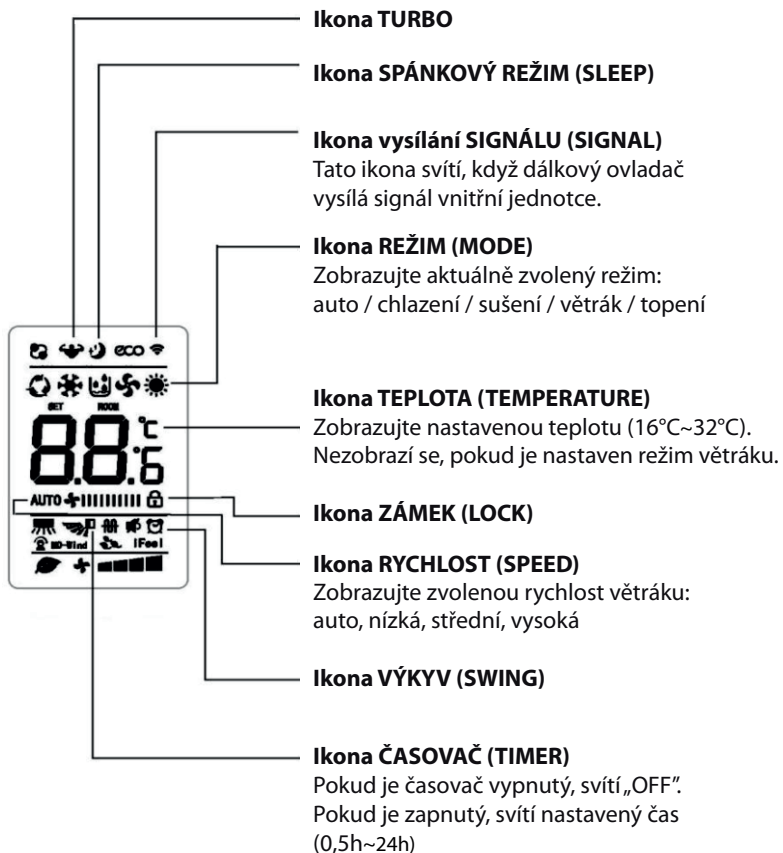 Ikona TURBO
Ikona SPÁNKOVÝ REŽIM (SLEEP)
Ikona vysílání SIGNÁLU (SIGNAL)
Tato ikona svítí, když dálkový ovladač
vysílá signál vnitřní jednotce.
Ikona REŽIM (MODE)
Zobrazujte aktuálně zvolený režim:
auto / chlazení / sušení / větrák / topení
eco
SET ROOM
88.6 °C
AUTO
iFeel
Ikona TEPLOTA (TEMPERATURE)
Zobrazujte nastavenou teplotu (16°C~32°C).
Nezobrazí se, pokud je nastaven režim větráku.
Ikona ZÁMEK (LOCK)
Ikona RYCHLOST (SPEED)
Zobrazujte zvolenou rychlost větráku:
auto, nízká, střední, vysoká
Ikona VÝKYV (SWING)
Ikona ČASOVAČ (TIMER)
Pokud je časovač vypnutý, svítí „OFF”.
Pokud je zapnutý, svítí nastavený čas
(0,5h~24h)